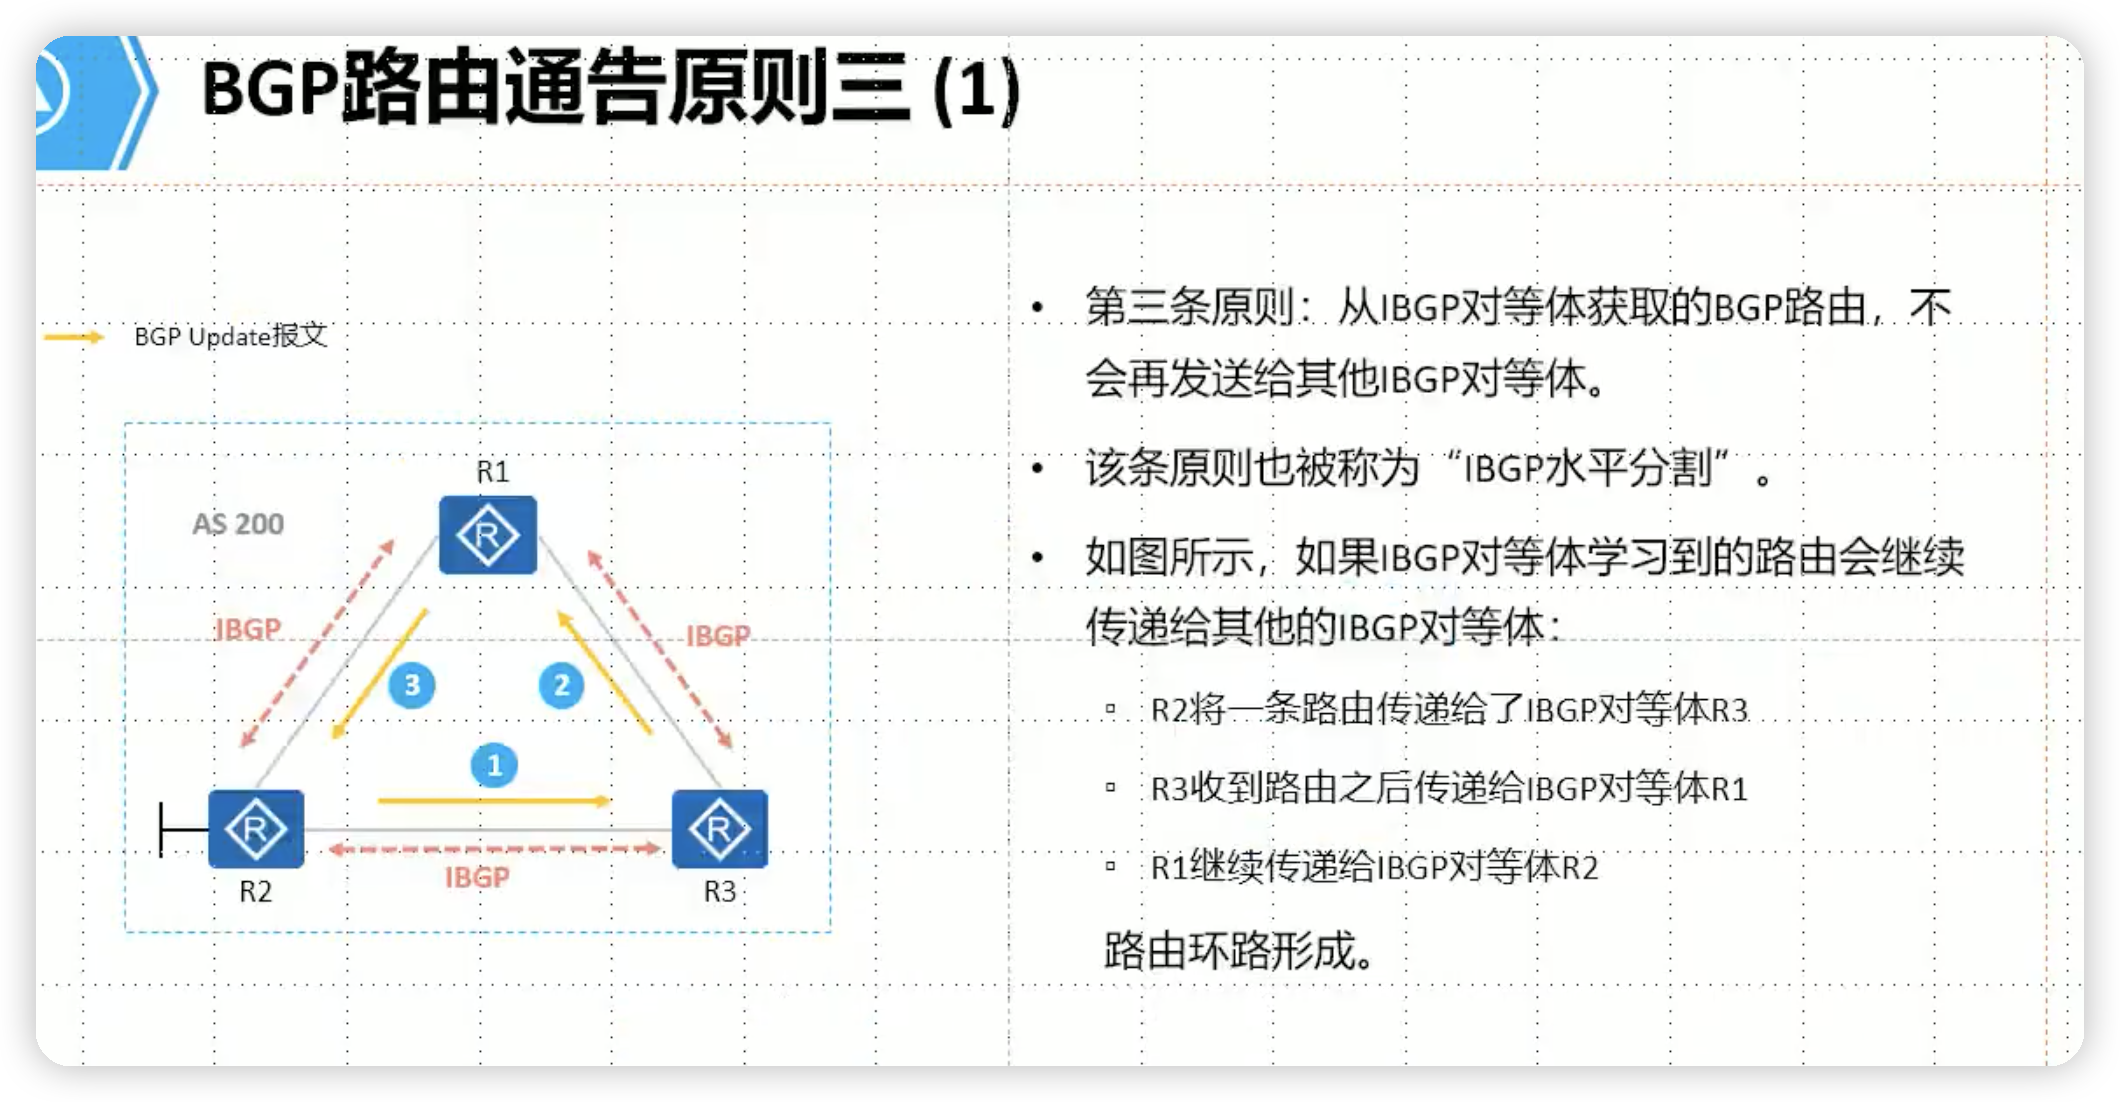 BGP路由通告原则三 (1)
BGP Update报文
AS 200
R1
IBGP
IBGP
3
2
1
IBGP
R2
R3
• 第三条原则：从IBGP对等体获取的BGP路由，不
会再发送给其他IBGP对等体。
• 该条原则也被称为“IBGP水平分割”。
• 如图所示，如果IBGP对等体学习到的路由会继续
传递给其他的IBGP对等体：
▫ R2将一条路由传递给了IBGP对等体R3
▫ R3收到路由之后传递给IBGP对等体R1
▫ R1继续传递给IBGP对等体R2
路由环路形成。